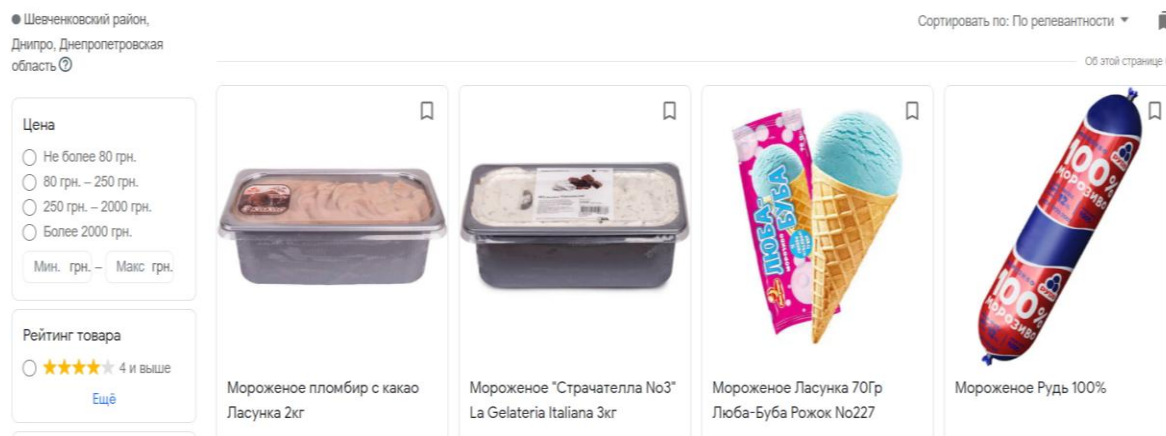 Шевченковский район,
Днипро, Днепропетровская
область
Сортировать по: По релевантности
Об этой странице
Цена
Не более 80 грн.
80 грн. – 250 грн.
250 грн. – 2000 грн.
Более 2000 грн.
Мин. грн. – Макс грн.
Рейтинг товара
4 и выше
Ещё
ЛЮБА
БУБА
100%
МОРОЗИВО
100%
МОРОЗИВО
Мороженое пломбир с какао
Ласунка 2кг
Мороженое "Страчателла No3"
La Gelateria Italiana 3кг
Мороженое Ласунка 70Гр
Люба-Буба Рожок No227
Мороженое Рудь 100%